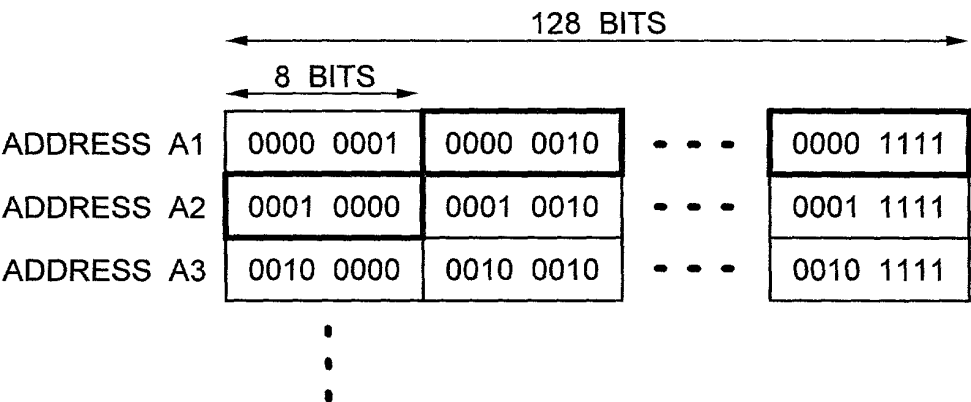 128 BITS
8 BITS
ADDRESS A1 0000 0001 0000 0010 - - - 0000 1111
ADDRESS A2 0001 0000 0001 0010 - - - 0001 1111
ADDRESS A3 0010 0000 0010 0010 - - - 0010 1111